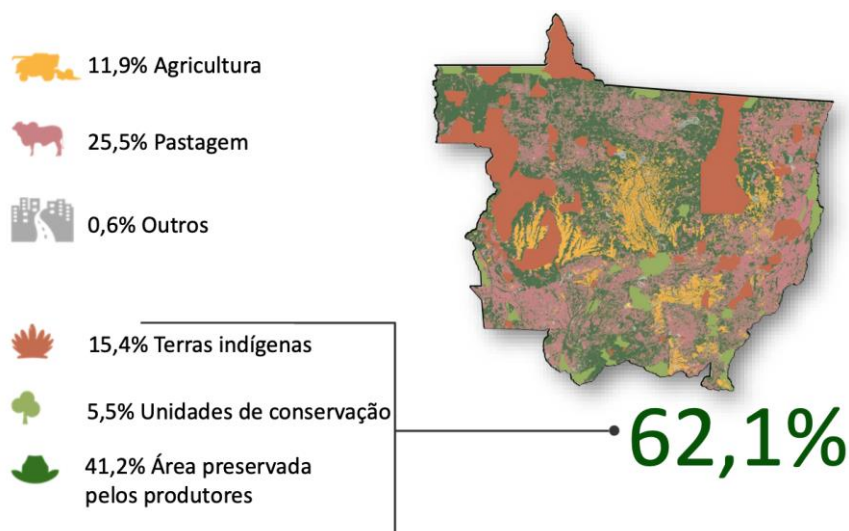 11,9% Agricultura
25,5% Pastagem
0,6% Outros
15,4% Terras indígenas
5,5% Unidades de conservação
41,2% Área preservada
pelos produtores
62,1%